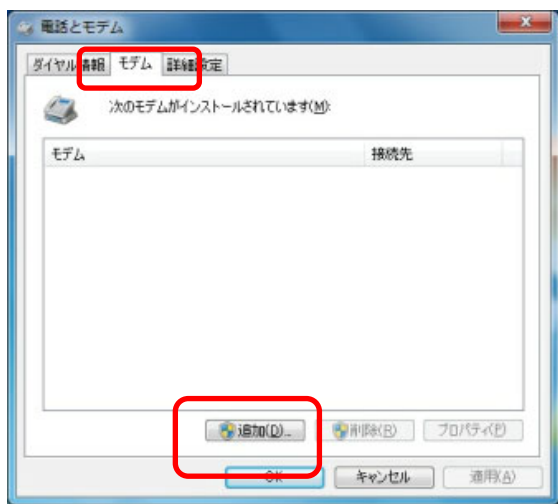 電話とモデム
ダイヤル情報 モデム 詳細設定
次のモデムがインストールされています(M):
モデム 接続先
追加(D)... 削除(R) プロパティ(P)
OK キャンセル 適用(A)